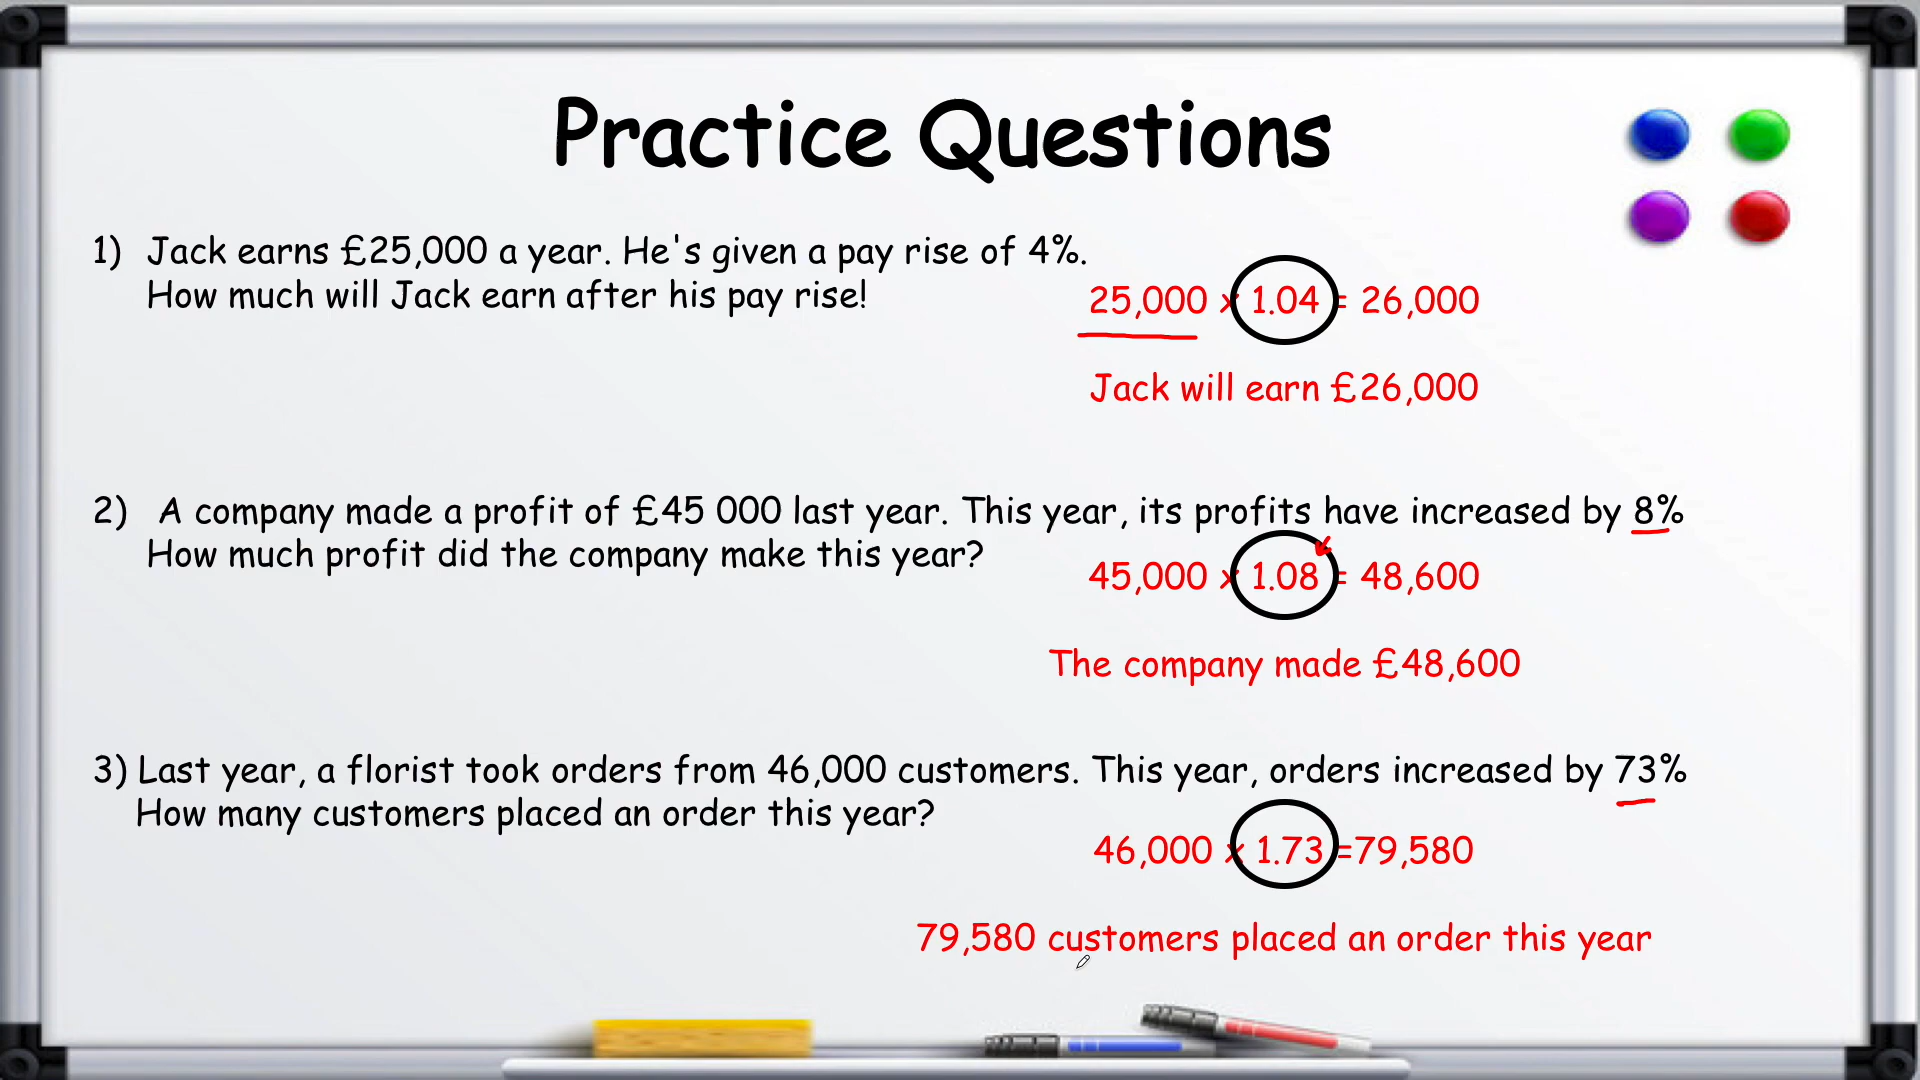 Practice Questions
1) Jack earns £25,000 a year. He's given a pay rise of 4%.
How much will Jack earn after his pay rise!
25,000 x 1.04 = 26,000
Jack will earn £26,000
2) A company made a profit of £45 000 last year. This year, its profits have increased by 8%
How much profit did the company make this year?
45,000 x 1.08 = 48,600
The company made £48,600
3) Last year, a florist took orders from 46,000 customers. This year, orders increased by 73%
How many customers placed an order this year?
46,000 x 1.73 =79,580
79,580 customers placed an order this year